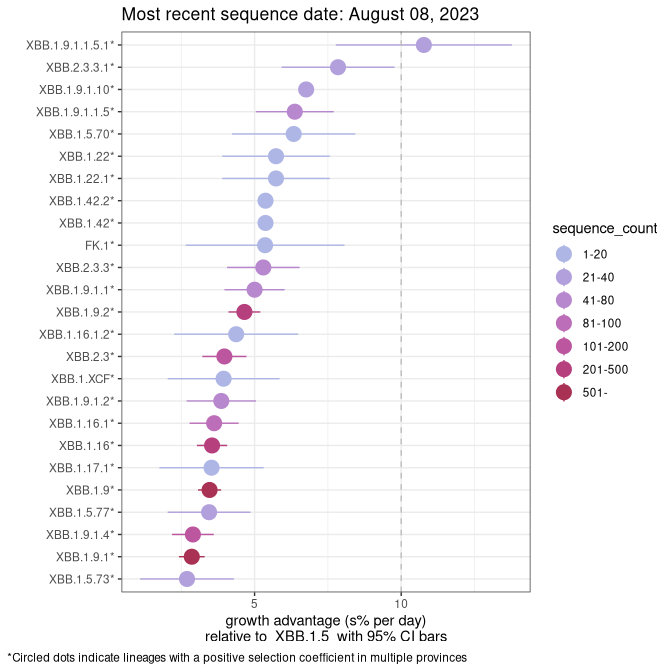 Most recent sequence date: August 08, 2023
XBB.1.9.1.1.5.1*
XBB.2.3.3.1*
XBB.1.9.1.10*
XBB.1.9.1.1.5*
XBB.1.5.70*
XBB.1.22*
XBB.1.22.1*
XBB.1.42.2*
XBB.1.42*
FK.1*
XBB.2.3.3*
XBB.1.9.1.1*
XBB.1.9.2*
XBB.1.16.1.2*
XBB.2.3*
XBB.1.XCF*
XBB.1.9.1.2*
XBB.1.16.1*
XBB.1.16*
XBB.1.17.1*
XBB.1.9*
XBB.1.5.77*
XBB.1.9.1.4*
XBB.1.9.1*
XBB.1.5.73*
5 10
growth advantage (s% per day)
relative to XBB.1.5 with 95% CI bars
*Circled dots indicate lineages with a positive selection coefficient in multiple provinces
sequence_count
1-20
21-40
41-80
81-100
101-200
201-500
501-